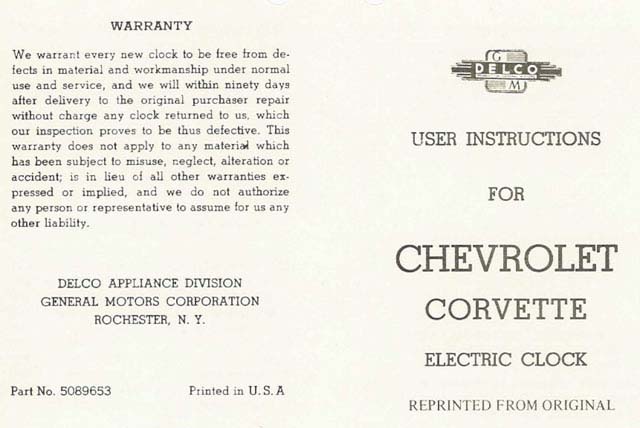 WARRANTY
We warrant every new clock to be free from de-
fects in material and workmanship under normal
use and service, and we will within ninety days
after delivery to the original purchaser repair
without charge any clock returned to us, which
our inspection proves to be thus defective. This
warranty does not apply to any material which
has been subject to misuse, neglect, alteration or
accident; is in lieu of all other warranties ex-
pressed or implied, and we do not authorize
any person or representative to assume for us any
other liability.
DELCO APPLIANCE DIVISION
GENERAL MOTORS CORPORATION
ROCHESTER, N. Y.
Part No. 5089653 Printed in U. S. A
G
DELCO
M
USER INSTRUCTIONS
FOR
CHEVROLET
CORVETTE
ELECTRIC CLOCK
REPRINTED FROM ORIGINAL